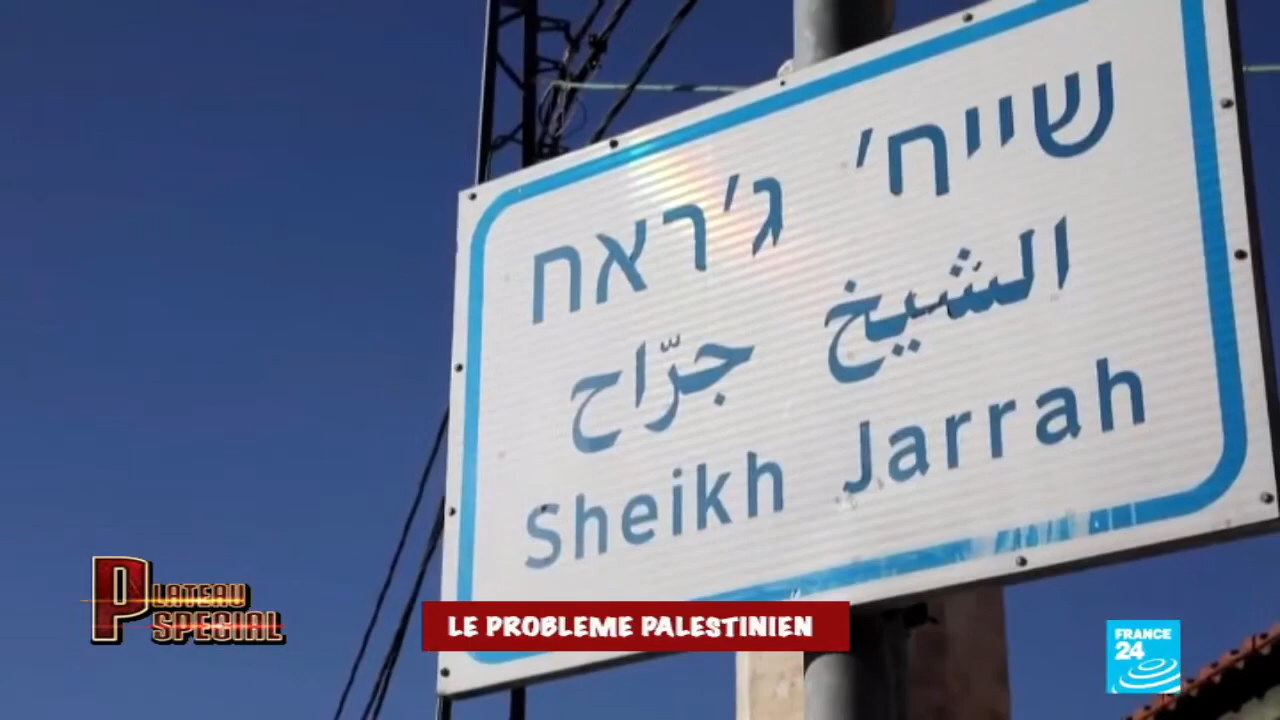 שייח' ג'ראח
الشيخ جرّاح
Sheikh Jarrah
PLATEAU
SPECIAL
LE PROBLEME PALESTINIEN
FRANCE
24